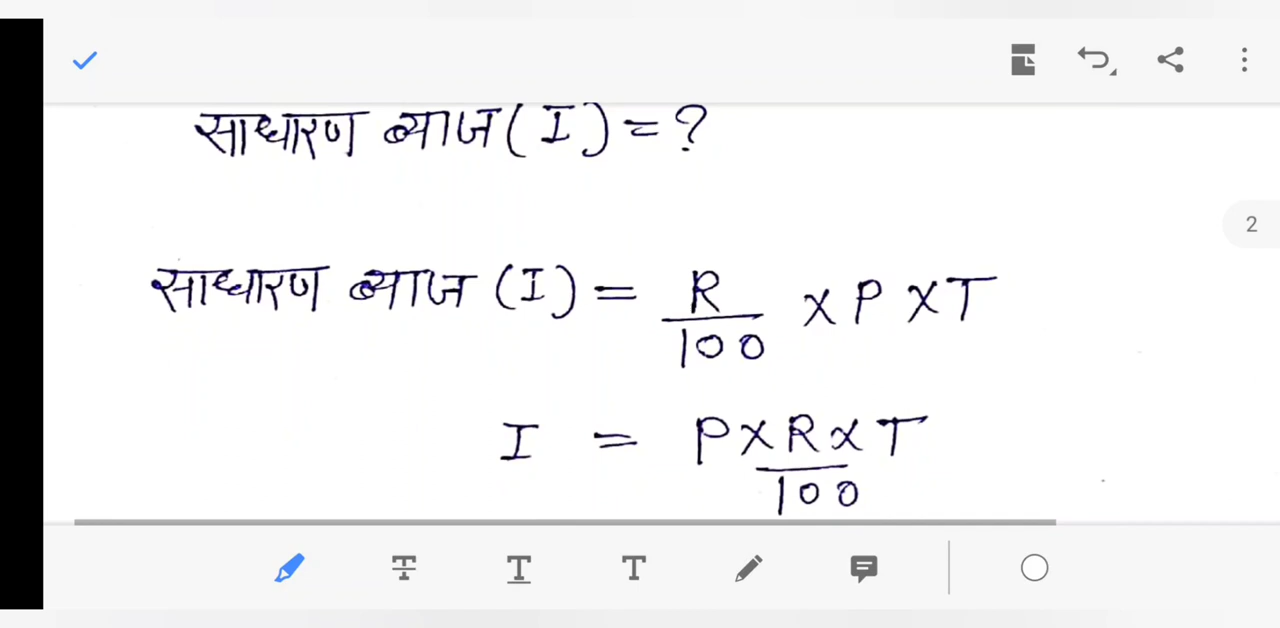 साधारण ब्याज (I) = ?
2
साधारण ब्याज (I) = R/100 × P × T
I = P × R × T / 100
T T T